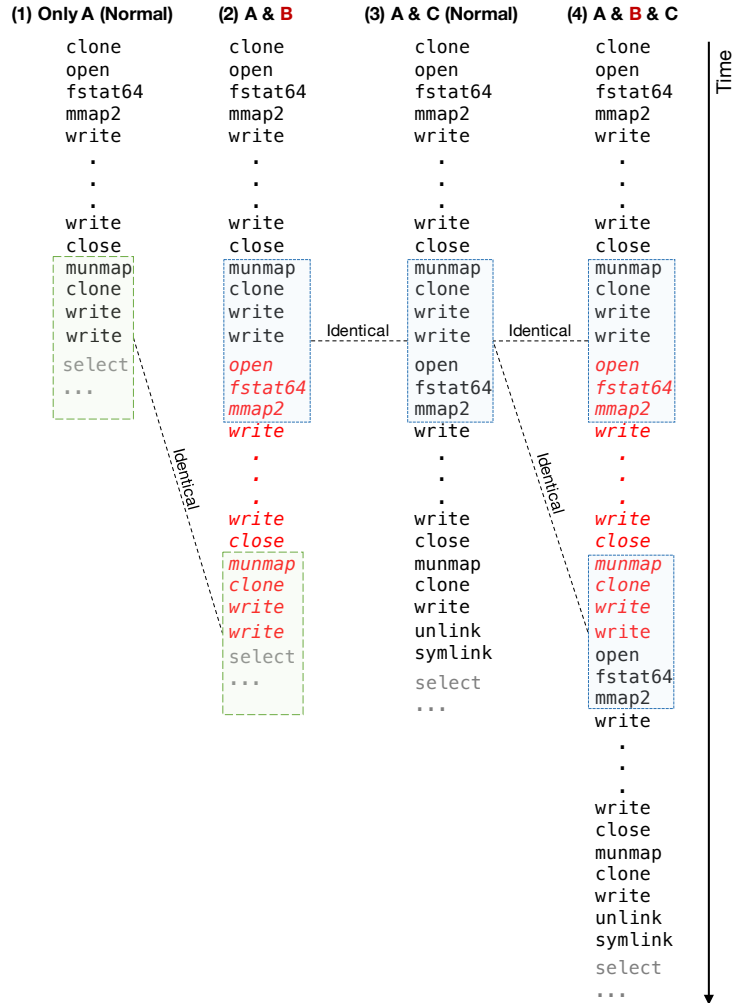 (1) Only A (Normal)
clone
open
fstat64
mmap2
write
.
.
.
write
close
munmap
clone
write
write
select
...
(2) A & B
clone
open
fstat64
mmap2
write
.
.
.
write
close
munmap
clone
write
write
open
fstat64
mmap2
write
.
.
.
write
close
munmap
clone
write
write
select
...
(3) A & C (Normal)
clone
open
fstat64
mmap2
write
.
.
.
write
close
munmap
clone
write
write
open
fstat64
mmap2
write
.
.
.
write
close
munmap
clone
write
unlink
symlink
select
...
(4) A & B & C
clone
open
fstat64
mmap2
write
.
.
.
write
close
munmap
clone
write
write
open
fstat64
mmap2
write
.
.
.
write
close
munmap
clone
write
write
open
fstat64
mmap2
write
.
.
.
write
close
munmap
clone
write
unlink
symlink
select
...
Identical
Identical
Identical
Identical
Time